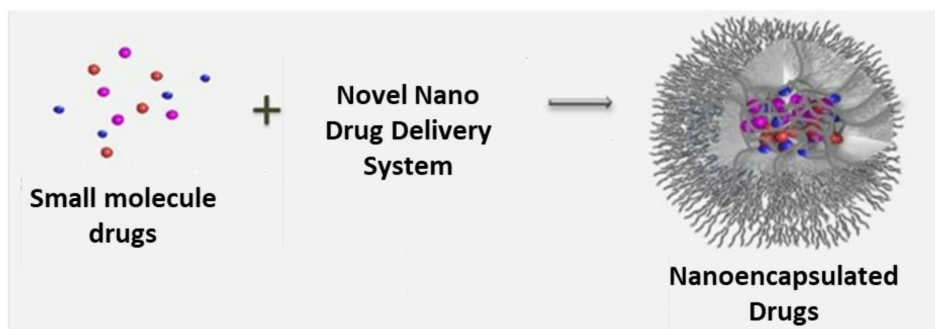 Small molecule
drugs
+
Novel Nano
Drug Delivery
System
Nanoencapsulated
Drugs